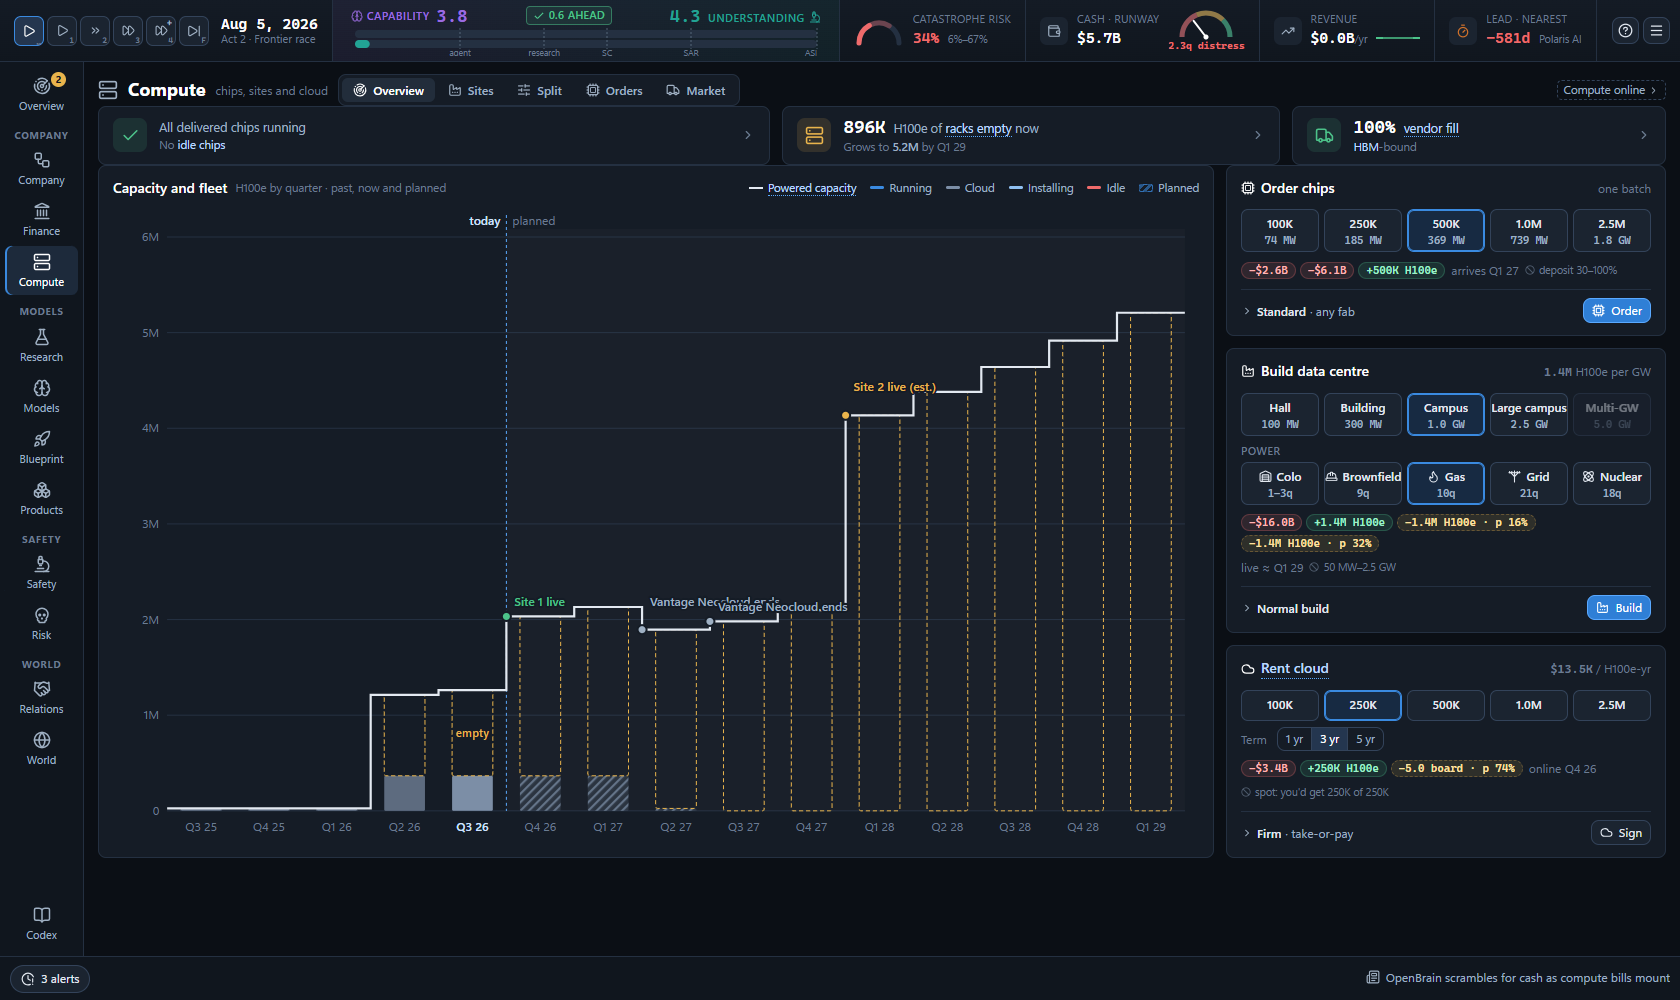 1
2
3
4
F
Aug 5, 2026
Act 2 · Frontier race
CAPABILITY 3.8
0.6 AHEAD
4.3 UNDERSTANDING
agent
research
SC
SAR
ASI
CATASTROPHE RISK
34% 6%–67%
CASH · RUNWAY
$5.7B
2.3q distress
REVENUE
$0.0B/yr
LEAD · NEAREST
−581d Polaris AI
2
Overview
COMPANY
Company
Finance
Compute
MODELS
Research
Models
Blueprint
Products
SAFETY
Safety
Risk
WORLD
Relations
World
Codex
Compute chips, sites and cloud
Overview
Sites
Split
Orders
Market
Compute online ›
All delivered chips running
No idle chips
896K H100e of racks empty now
Grows to 5.2M by Q1 29
100% vendor fill
HBM-bound
Capacity and fleet H100e by quarter · past, now and planned
Powered capacity
Running
Cloud
Installing
Idle
Planned
today planned
6M
5M
4M
3M
2M
1M
0
Site 2 live (est.)
Site 1 live
Vantage Neocloud ends
Vantage Neocloud ends
empty
Q3 25
Q4 25
Q1 26
Q2 26
Q3 26
Q4 26
Q1 27
Q2 27
Q3 27
Q4 27
Q1 28
Q2 28
Q3 28
Q4 28
Q1 29
Order chips one batch
100K
74 MW
250K
185 MW
500K
369 MW
1.0M
739 MW
2.5M
1.8 GW
−$2.6B −$6.1B +500K H100e arrives Q1 27 deposit 30–100%
Standard · any fab
Order
Build data centre 1.4M H100e per GW
Hall
100 MW
Building
300 MW
Campus
1.0 GW
Large campus
2.5 GW
Multi-GW
5.0 GW
POWER
Colo
1–3q
Brownfield
9q
Gas
10q
Grid
21q
Nuclear
18q
−$16.0B +1.4M H100e −1.4M H100e · p 16%
−1.4M H100e · p 32%
live ≈ Q1 29 50 MW–2.5 GW
Normal build
Build
Rent cloud $13.5K / H100e-yr
100K
250K
500K
1.0M
2.5M
Term 1 yr 3 yr 5 yr
−$3.4B +250K H100e −5.0 board · p 74% online Q4 26
spot: you'd get 250K of 250K
Firm · take-or-pay
Sign
3 alerts
OpenBrain scrambles for cash as compute bills mount